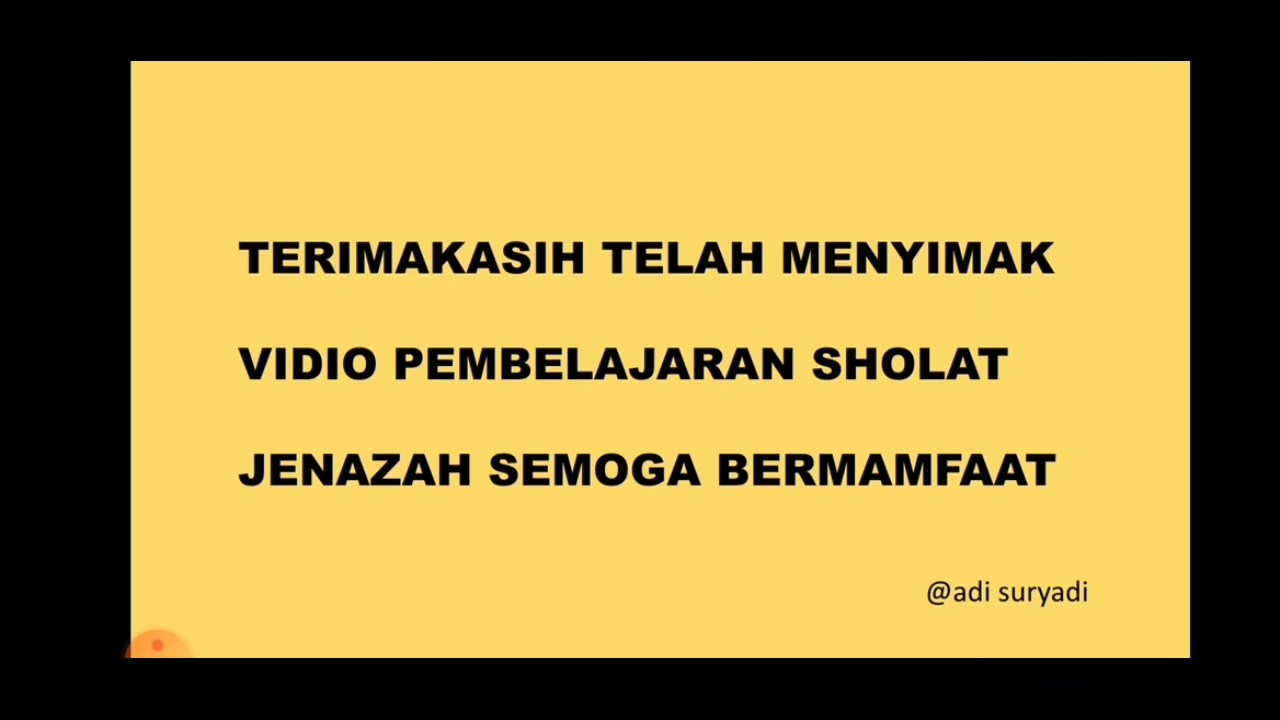 TERIMAKASIH TELAH MENYIMAK
VIDIO PEMBELAJARAN SHOLAT
JENAZAH SEMOGA BERMAMFAAT
@adi suryadi